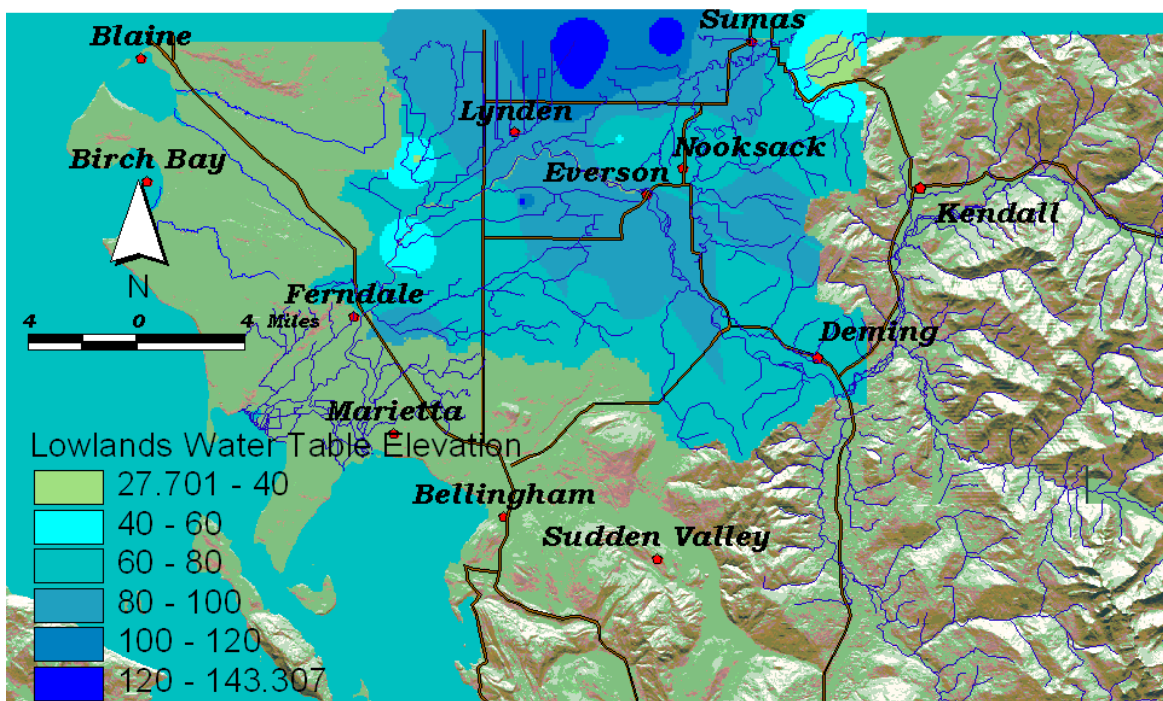 Sumas
Blaine
Lynden
Nooksack
Birch Bay
Everson
Kendall
N
Ferndale
4 0 4 Miles
Deming
Marietta
Lowlands Water Table Elevation
27.701 - 40
40 - 60
Bellingham
60 - 80
Sudden Valley
80 - 100
100 - 120
120 - 143.307